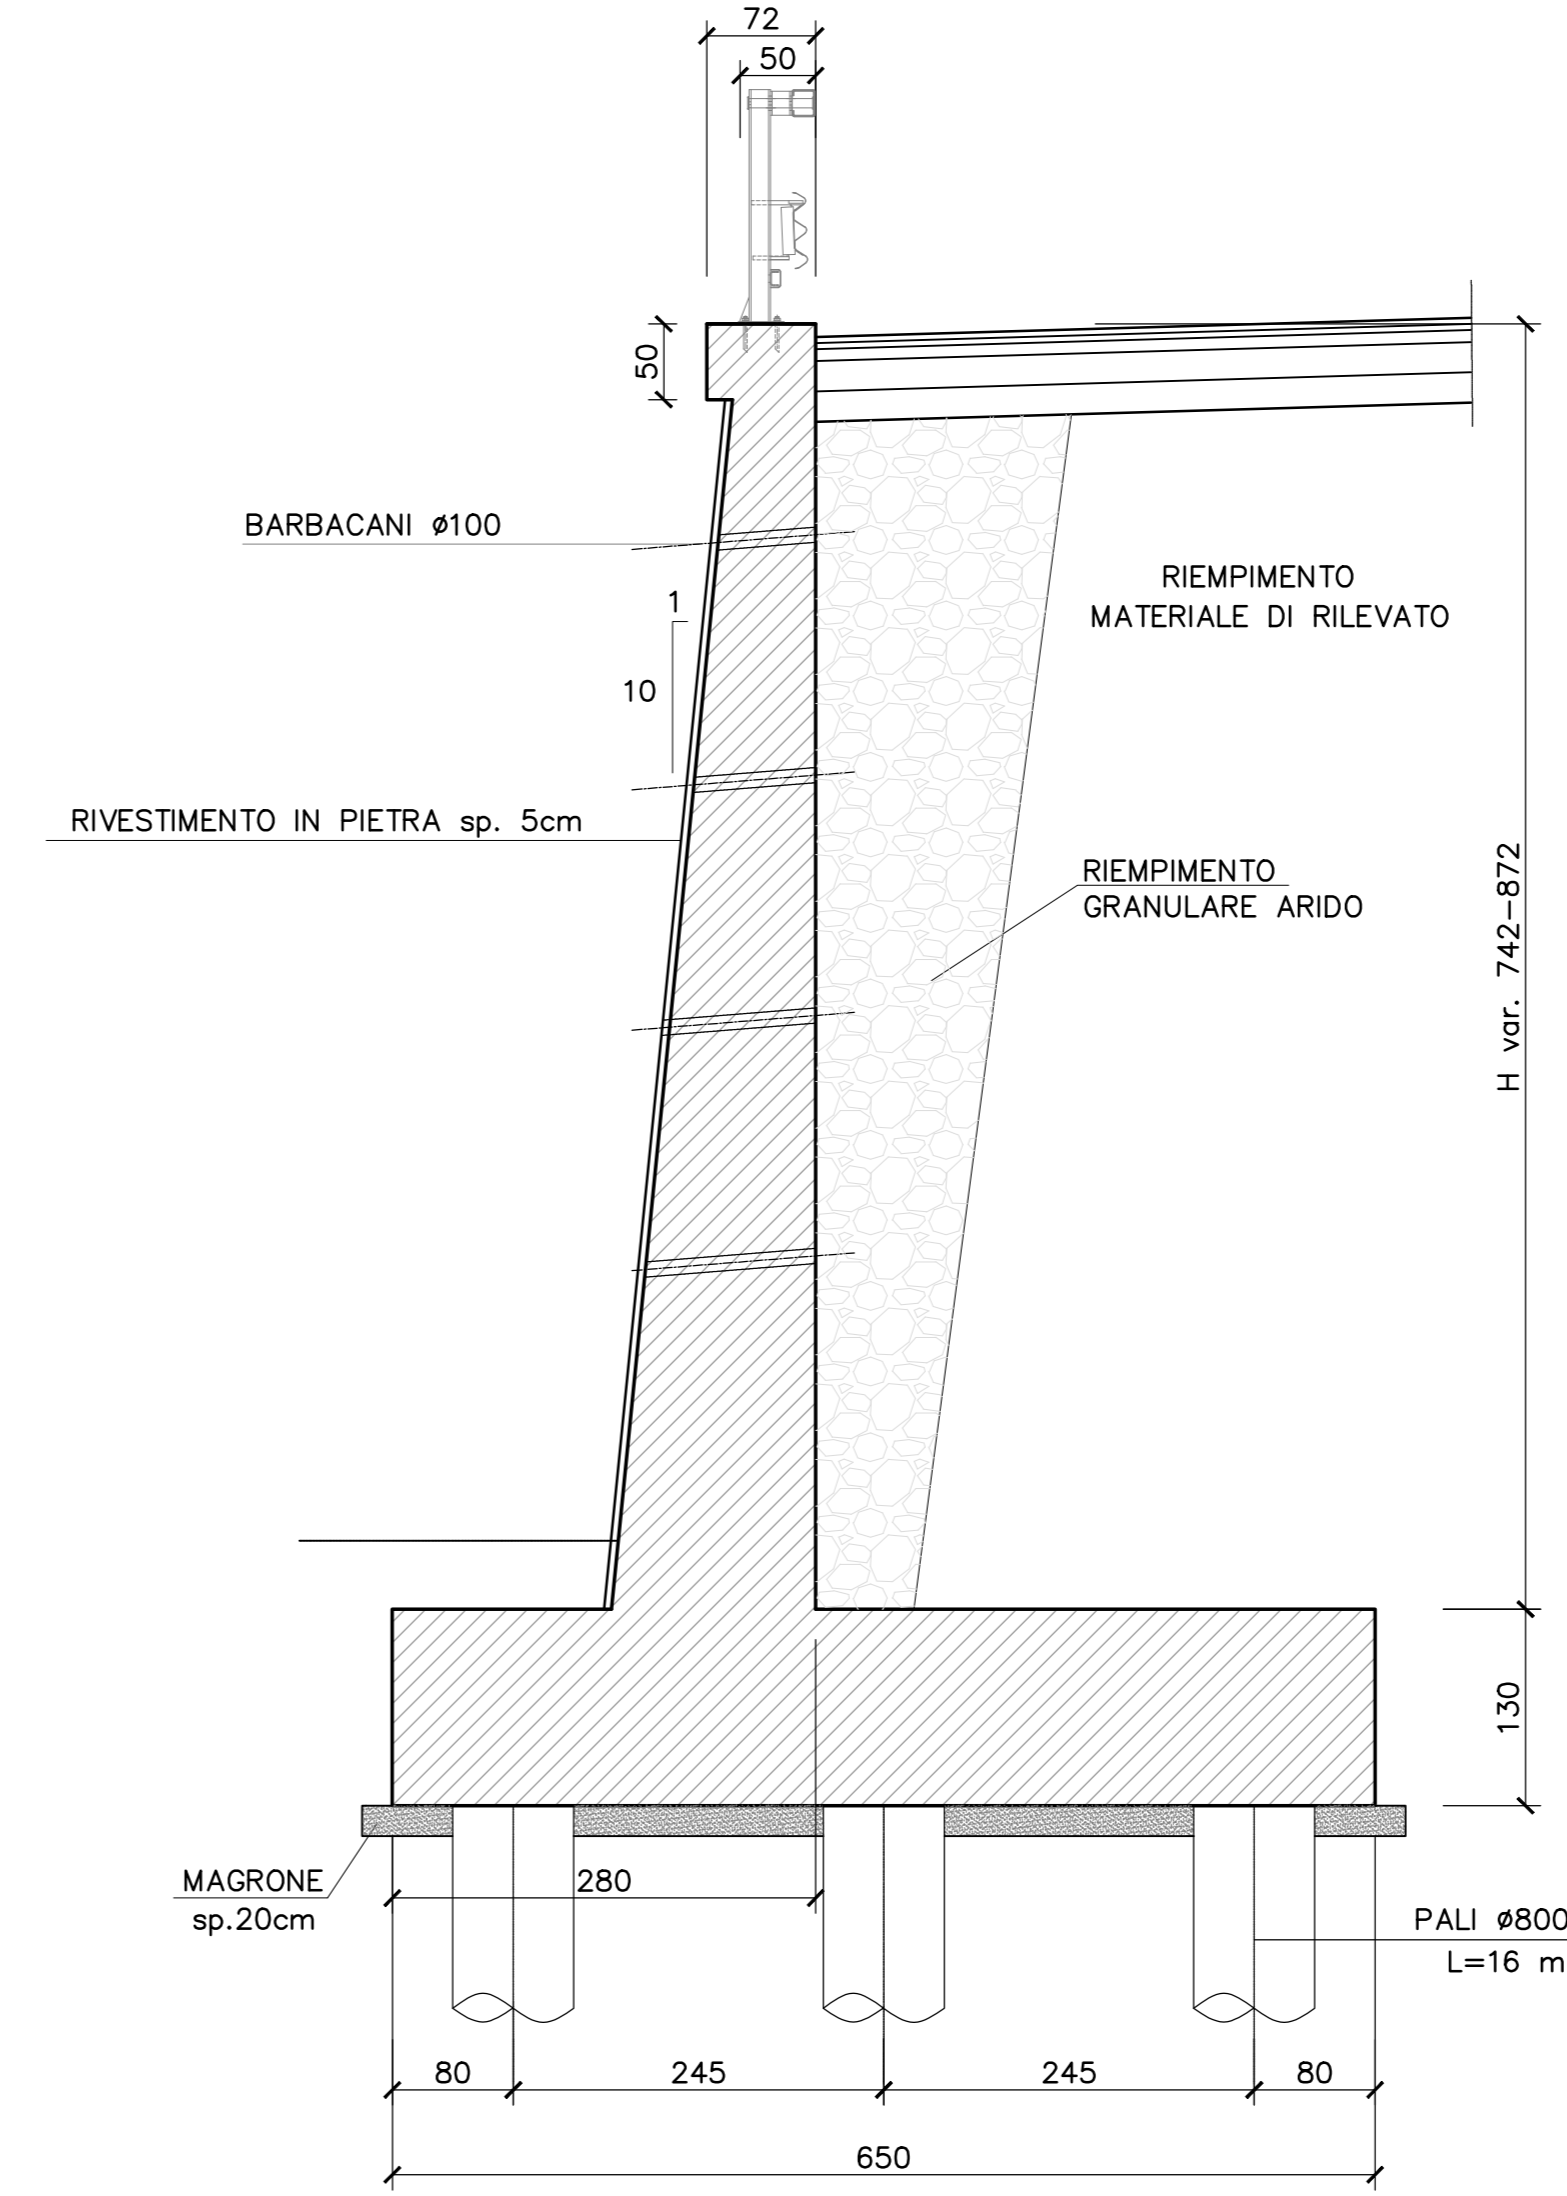 72
50
50
BARBACANI ø100
RIEMPIMENTO
MATERIALE DI RILEVATO
1
10
RIVESTIMENTO IN PIETRA sp. 5cm
RIEMPIMENTO
GRANULARE ARIDO
H var. 742-872
130
MAGRONE
sp.20cm
280
PALI ø800
L=16 m
80
245
245
80
650